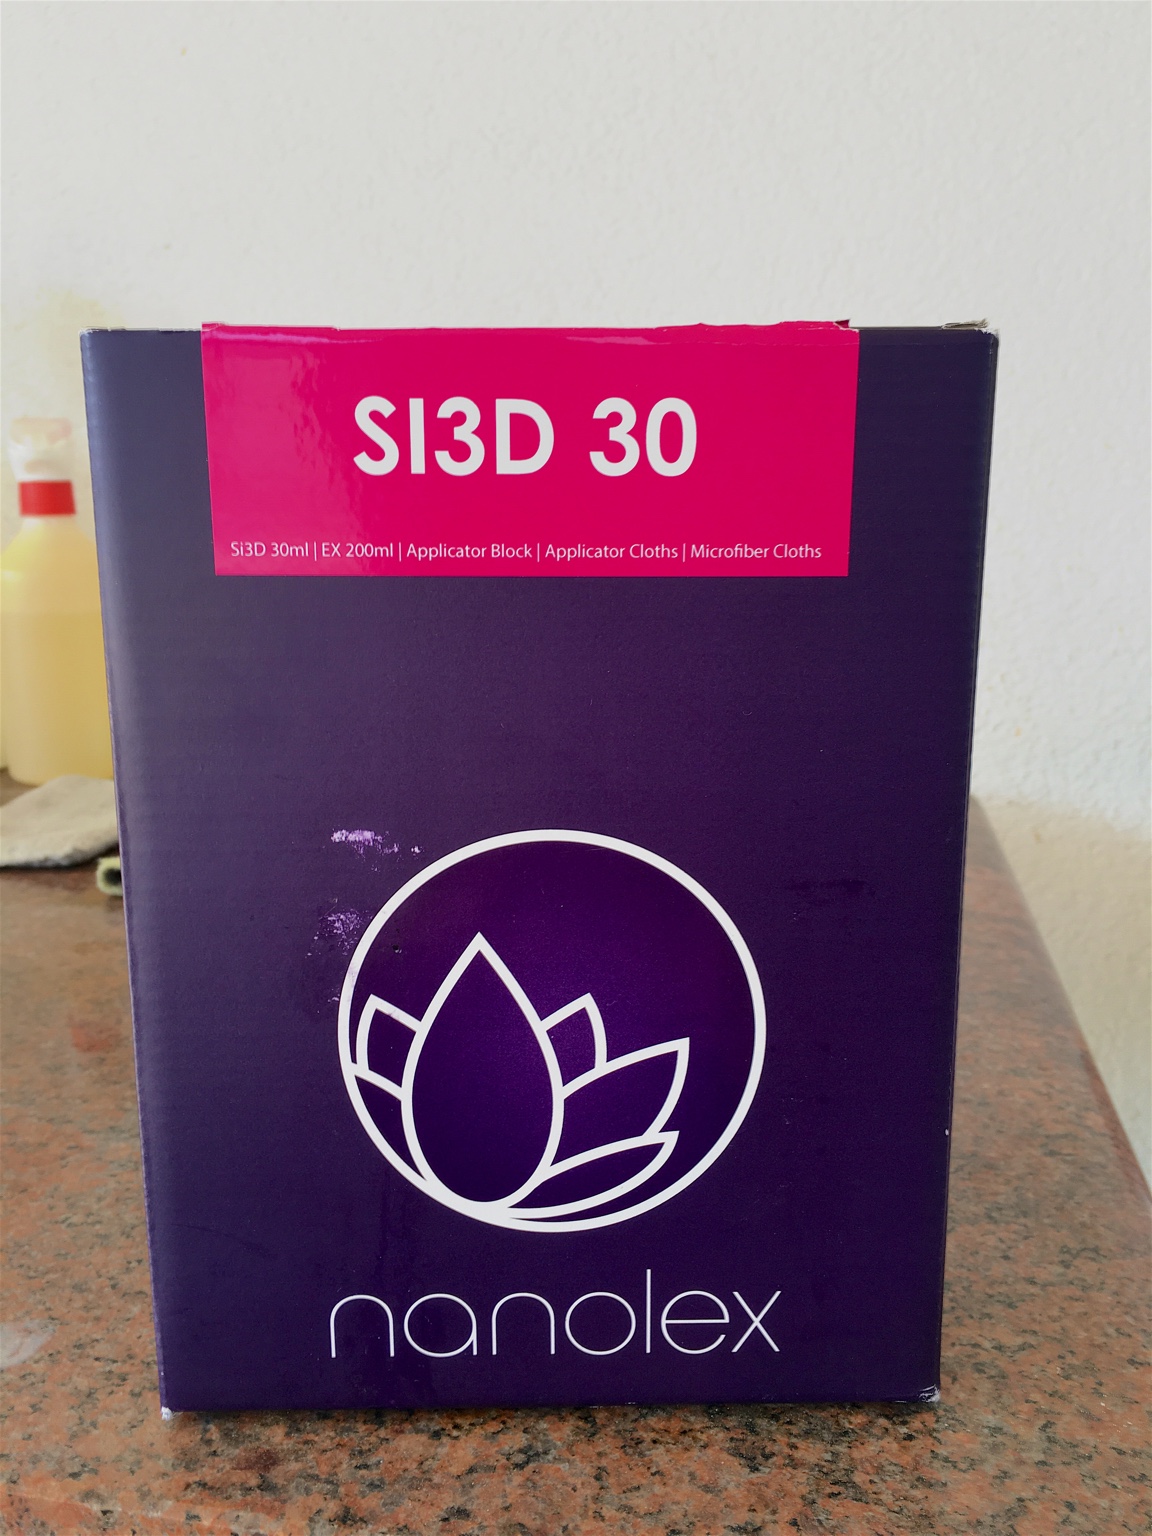 SI3D 30
Si3D 30ml | EX 200ml | Applicator Block | Applicator Cloths | Microfiber Cloths
nanolex